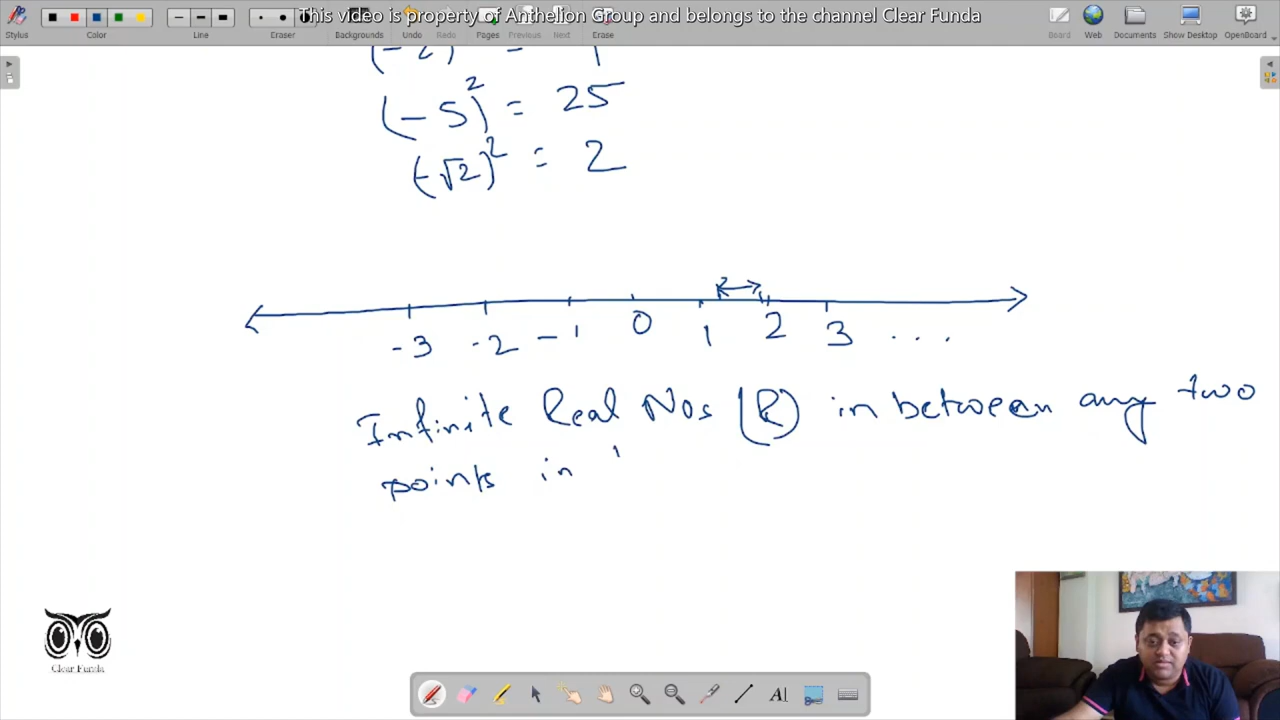 This video is property of Anthelion Group and belongs to the channel Clear Funda
Stylus Color Line Eraser Backgrounds Undo Redo Pages Previous Next Erase Board Web Documents Show Desktop OpenBoard
(-5)² = 25
(-√2)² = 2
-3 -2 -1 0 1 2 3 ...
Infinite Real Nos (R) in between any two
points in
Clear Funda